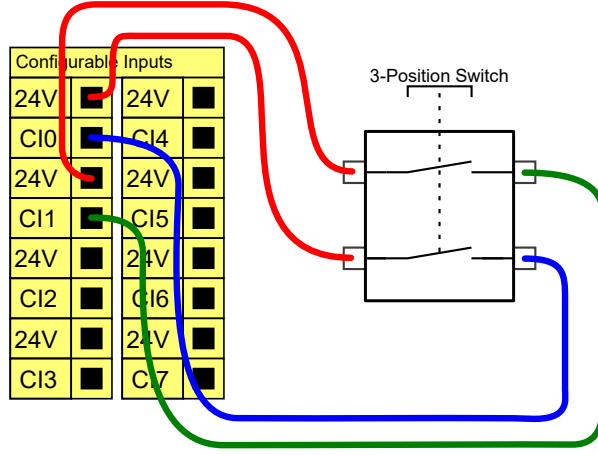 Configurable Inputs
24V 24V
CI0 CI4
24V 24V
CI1 CI5
24V 24V
CI2 CI6
24V 24V
CI3 CI7
3-Position Switch